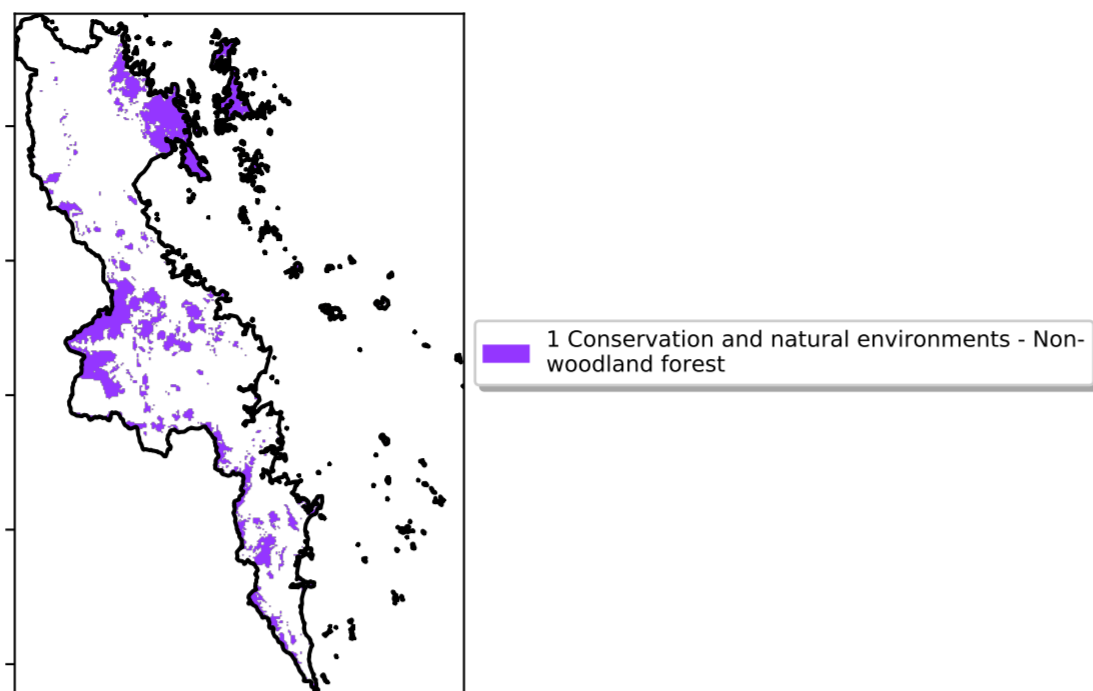 1 Conservation and natural environments - Non-
woodland forest